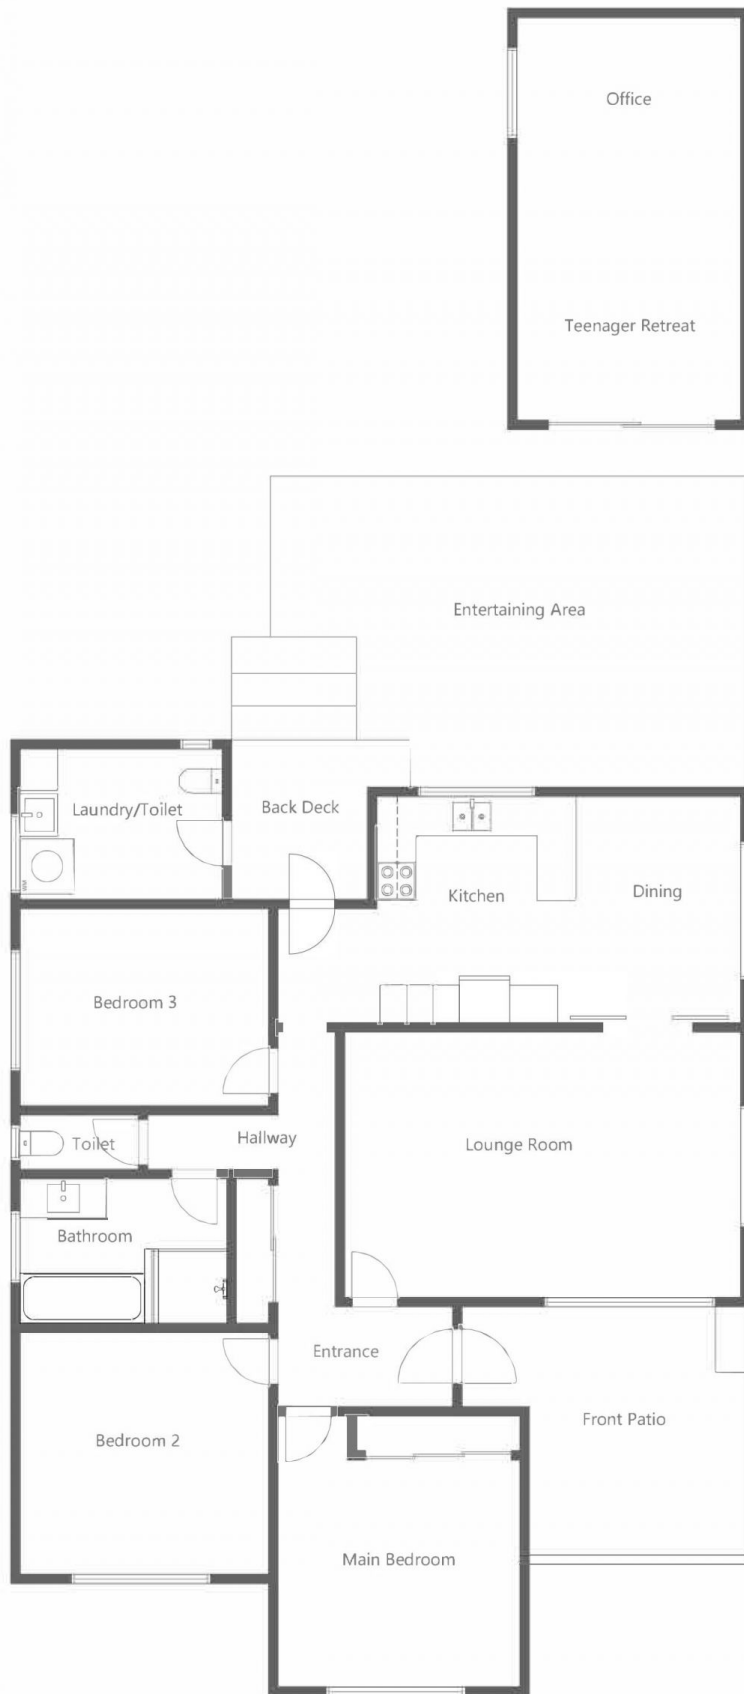 Office
Teenager Retreat
Entertaining Area
Laundry/Toilet
Back Deck
Kitchen
Dining
Bedroom 3
Toilet
Hallway
Lounge Room
Bathroom
Entrance
Front Patio
Bedroom 2
Main Bedroom